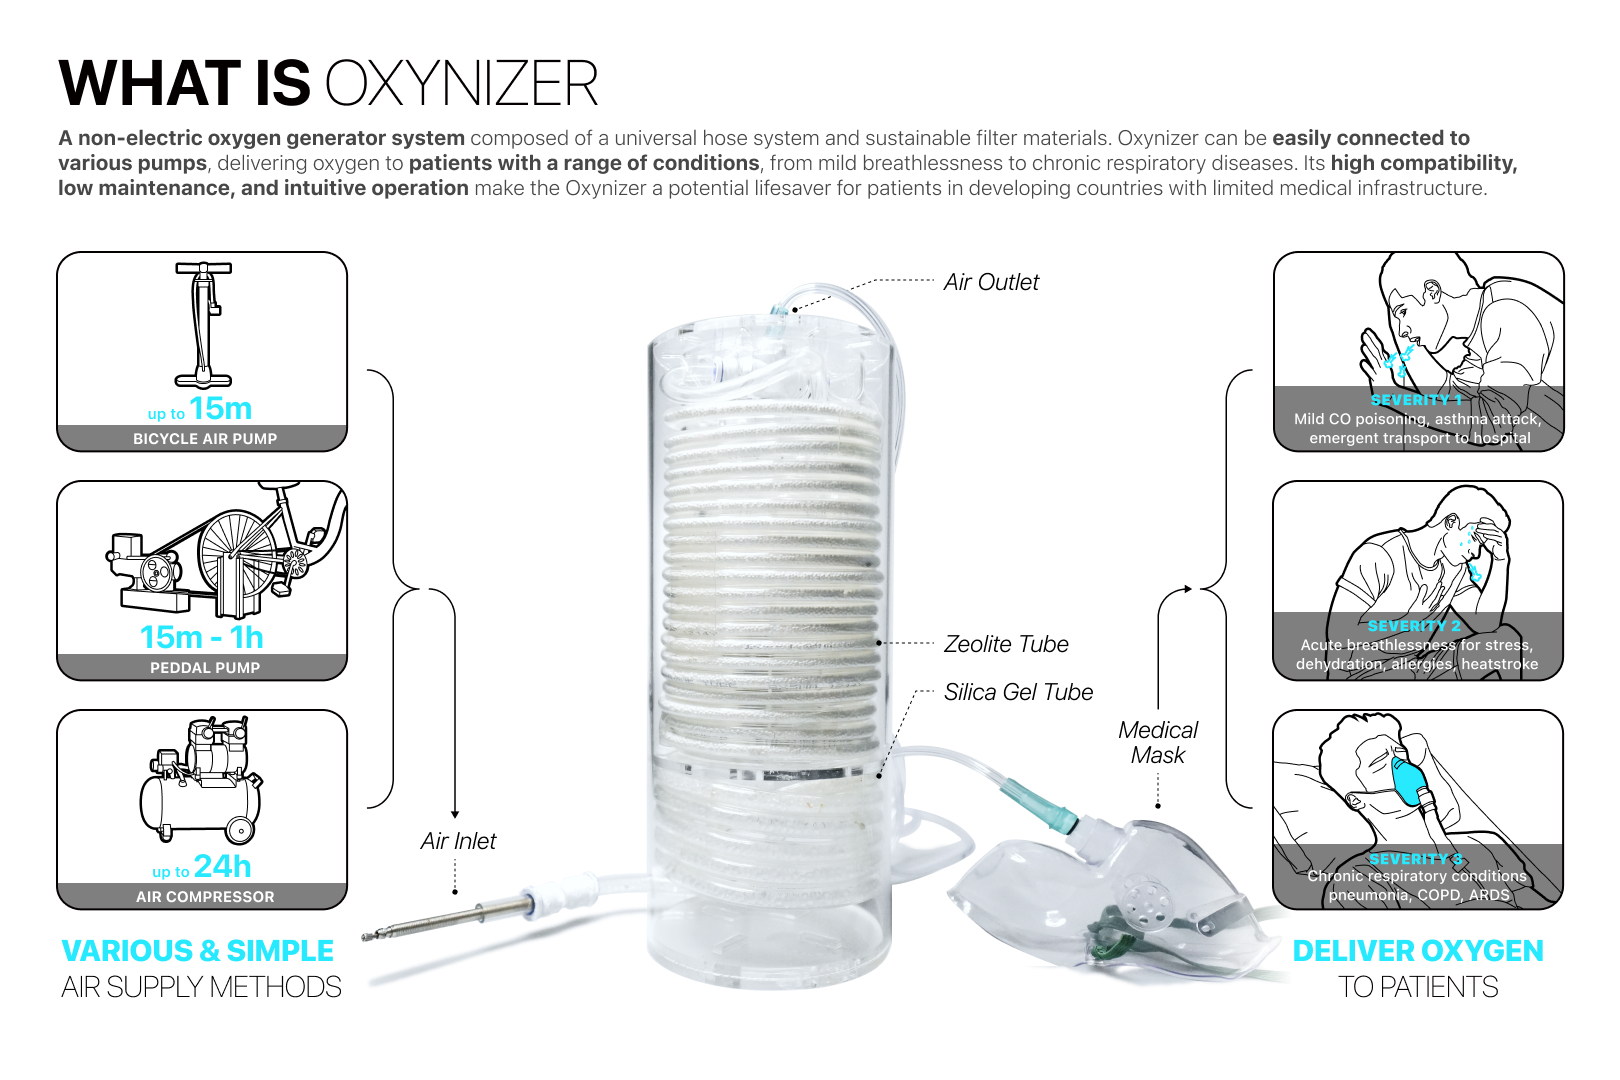 WHAT IS OXYNIZER
A non-electric oxygen generator system composed of a universal hose system and sustainable filter materials. Oxynizer can be easily connected to
various pumps, delivering oxygen to patients with a range of conditions, from mild breathlessness to chronic respiratory diseases. Its high compatibility,
low maintenance, and intuitive operation make the Oxynizer a potential lifesaver for patients in developing countries with limited medical infrastructure.
up to 15m
BICYCLE AIR PUMP
15m - 1h
PEDDAL PUMP
up to 24h
AIR COMPRESSOR
VARIOUS & SIMPLE
AIR SUPPLY METHODS
Air Inlet
Air Outlet
Zeolite Tube
Silica Gel Tube
Medical
Mask
SEVERITY 1
Mild CO poisoning, asthma attack,
emergent transport to hospital
SEVERITY 2
Acute breathlessness for stress,
dehydration, allergies, heatstroke
SEVERITY 3
Chronic respiratory conditions
pneumonia, COPD, ARDS
DELIVER OXYGEN
TO PATIENTS